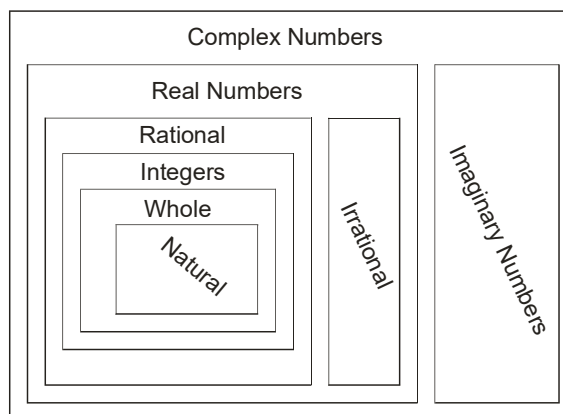 Complex Numbers
Real Numbers
Rational
Integers
Whole
Natural
Irrational
Imaginary Numbers